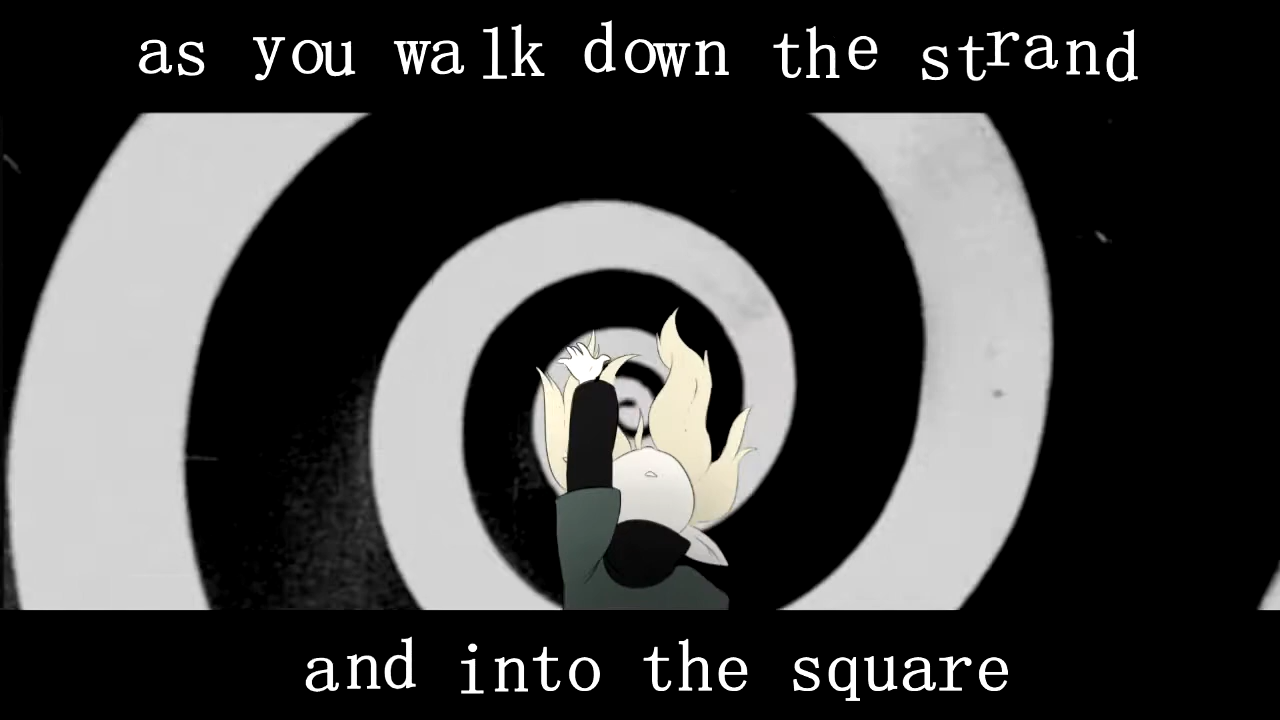 as you walk down the strand
and into the square